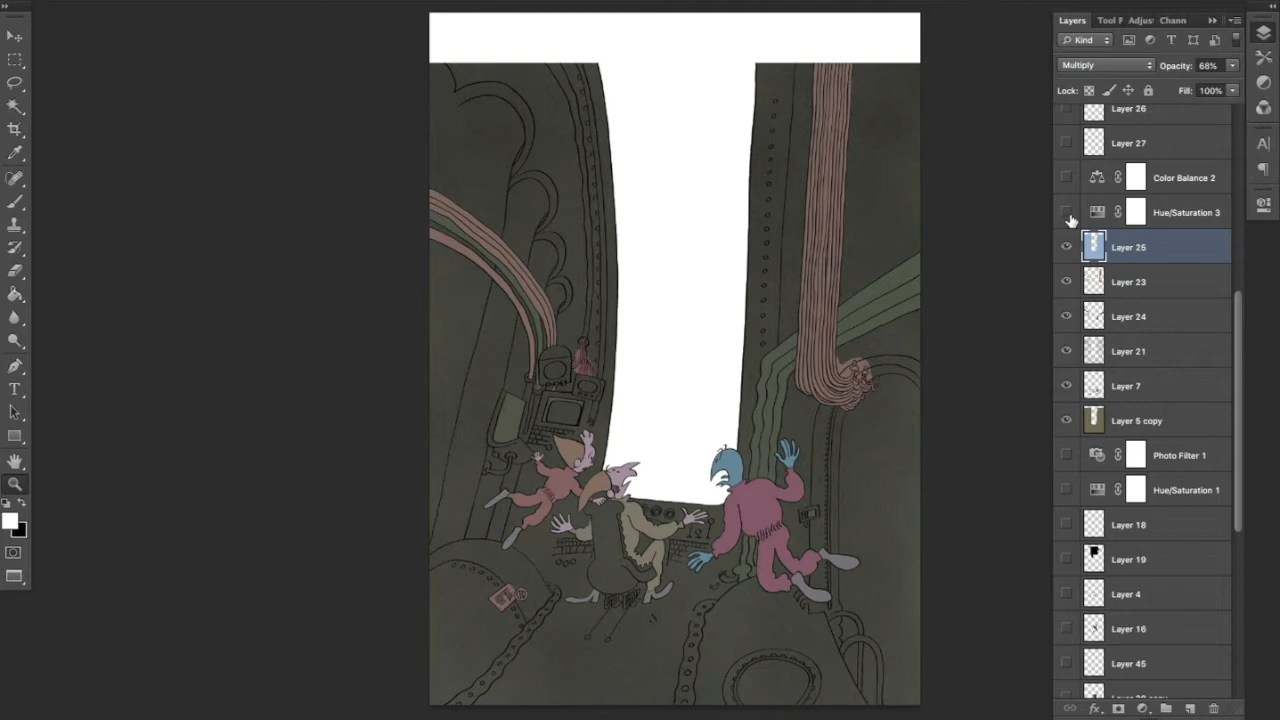 Layers Tool P Adjus Chann
Kind
Multiply Opacity: 68%
Lock: Fill: 100%
Layer 26
Layer 27
Color Balance 2
Hue/Saturation 3
Layer 25
Layer 23
Layer 24
Layer 21
Layer 7
Layer 5 copy
Photo Filter 1
Hue/Saturation 1
Layer 18
Layer 19
Layer 4
Layer 16
Layer 45